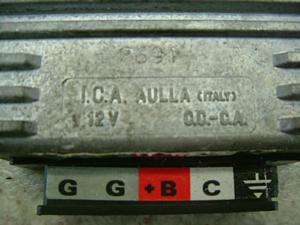 I.C.A. AULLA (ITALY)
12 V O.D.-C.A.
G G +B C